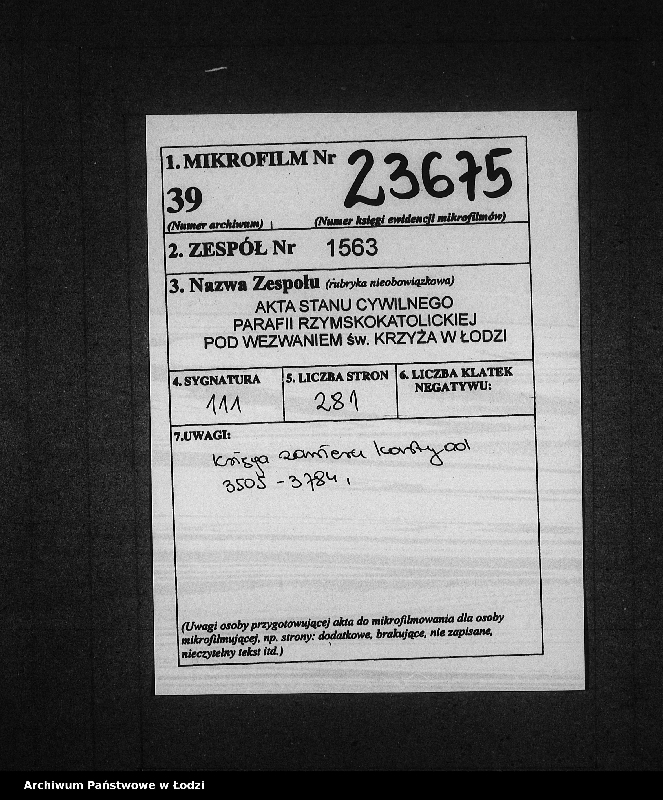 1. MIKROFILM Nr 23675
39
(Numer archiwum) (Numer księgi ewidencji mikrofilmów)
2. ZESPÓŁ Nr 1563
3. Nazwa Zespołu (rubryka nieobowiązkowa)
AKTA STANU CYWILNEGO
PARAFII RZYMSKOKATOLICKIEJ
POD WEZWANIEM św. KRZYŻA W ŁODZI
4. SYGNATURA 5. LICZBA STRON 6. LICZBA KLATEK
NEGATYWU:
111 281
7.UWAGI:
Księga zawiera karty od
3505 - 3784.
(Uwagi osoby przygotowującej akta do mikrofilmowania dla osoby
mikrofilmującej, np. strony: dodatkowe, brakujące, nie zapisane,
nieczytelny tekst itd.)
Archiwum Państwowe w Łodzi